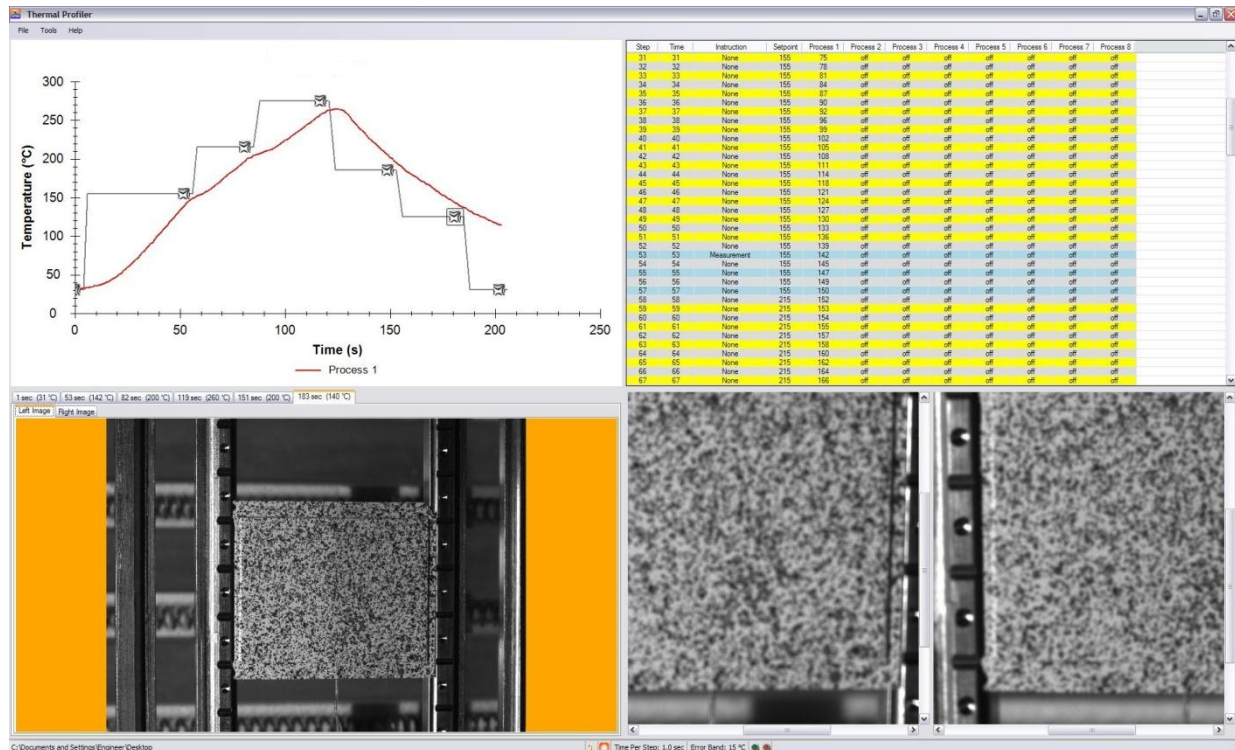 Thermal Profiler
File Tools Help
300
250
200
150
100
50
0
Temperature (°C)
0 50 100 150 200 250
Time (s)
Process 1
Step Time Instruction Setpoint Process 1 Process 2 Process 3 Process 4 Process 5 Process 6 Process 7 Process 8
31 31 None 155 75 off off off off off off off
32 32 None 155 78 off off off off off off off
33 33 None 155 81 off off off off off off off
34 34 None 155 84 off off off off off off off
35 35 None 155 87 off off off off off off off
36 36 None 155 90 off off off off off off off
37 37 None 155 92 off off off off off off off
38 38 None 155 96 off off off off off off off
39 39 None 155 99 off off off off off off off
40 40 None 155 102 off off off off off off off
41 41 None 155 105 off off off off off off off
42 42 None 155 108 off off off off off off off
43 43 None 155 111 off off off off off off off
44 44 None 155 114 off off off off off off off
45 45 None 155 118 off off off off off off off
46 46 None 155 121 off off off off off off off
47 47 None 155 124 off off off off off off off
48 48 None 155 127 off off off off off off off
49 49 None 155 130 off off off off off off off
50 50 None 155 133 off off off off off off off
51 51 None 155 136 off off off off off off off
52 52 None 155 139 off off off off off off off
53 53 Measurement 155 142 off off off off off off off
54 54 None 155 145 off off off off off off off
55 55 None 155 147 off off off off off off off
56 56 None 155 149 off off off off off off off
57 57 None 155 150 off off off off off off off
58 58 None 215 152 off off off off off off off
59 59 None 215 153 off off off off off off off
60 60 None 215 154 off off off off off off off
61 61 None 215 155 off off off off off off off
62 62 None 215 157 off off off off off off off
63 63 None 215 158 off off off off off off off
64 64 None 215 160 off off off off off off off
65 65 None 215 162 off off off off off off off
66 66 None 215 164 off off off off off off off
67 67 None 215 166 off off off off off off off
1 sec (31 °C) 53 sec (142 °C) 82 sec (200 °C) 119 sec (260 °C) 151 sec (200 °C) 183 sec (140 °C)
Left Image Right Image
C:\Documents and Settings\Engineer\Desktop
Time Per Step: 1.0 sec Error Band: 15 °C